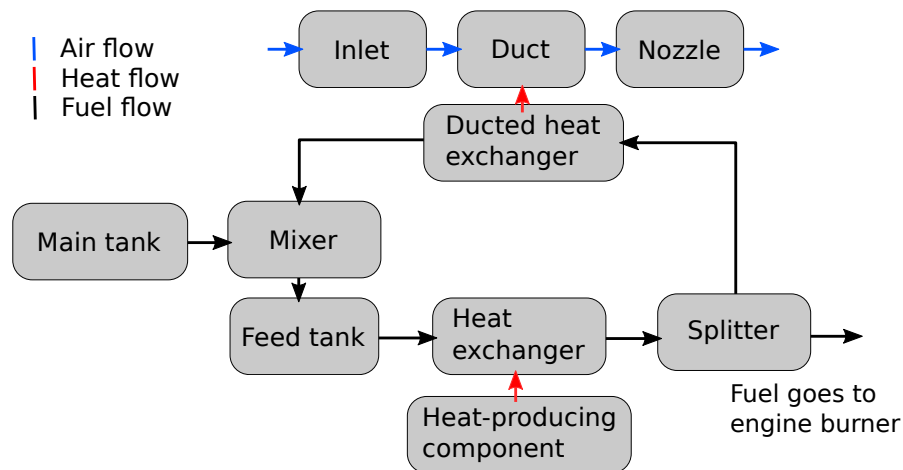 Air flow
Heat flow
Fuel flow
Inlet
Duct
Nozzle
Ducted heat
exchanger
Main tank
Mixer
Feed tank
Heat
exchanger
Splitter
Heat-producing
component
Fuel goes to
engine burner